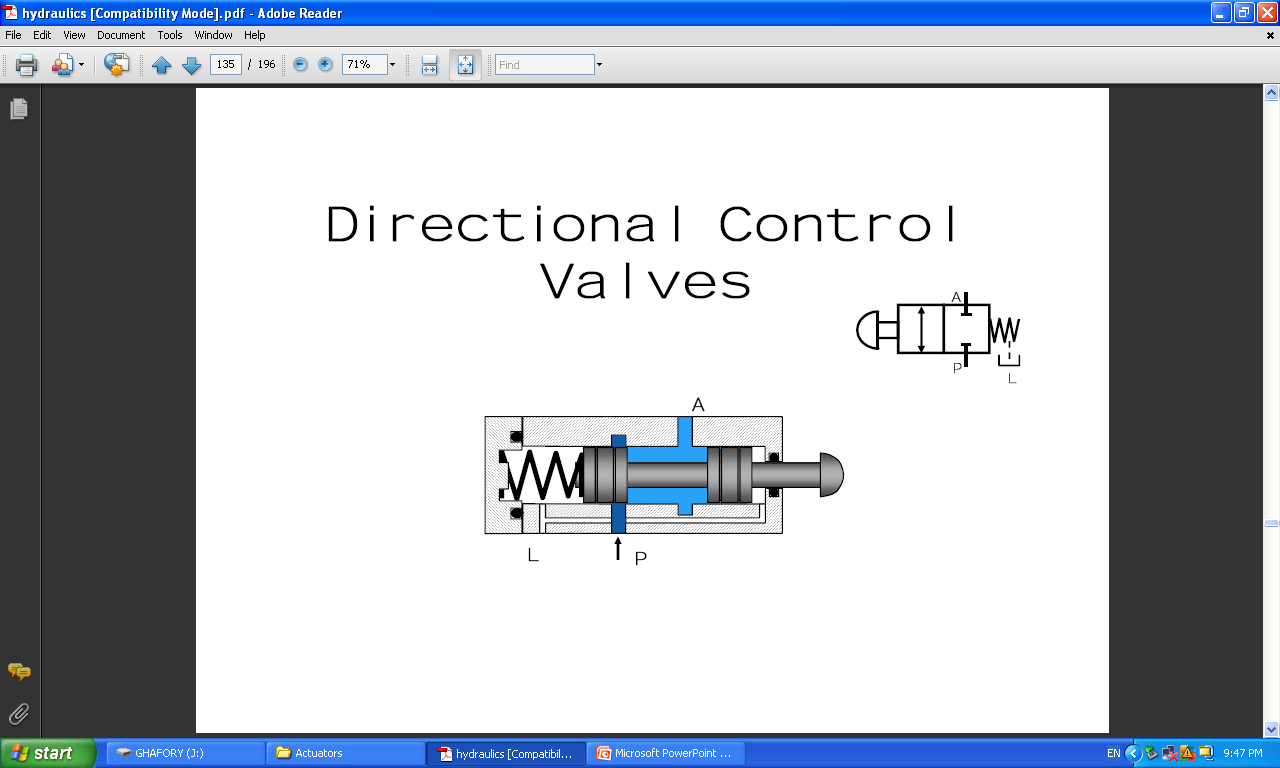 hydraulics [Compatibility Mode].pdf - Adobe Reader
File Edit View Document Tools Window Help
135 / 196 71% Find
Directional Control
Valves
A
P
L
A
L
P
start GHAFORY (J:) Actuators hydraulics [Compatibil... Microsoft PowerPoint ... EN 9:47 PM